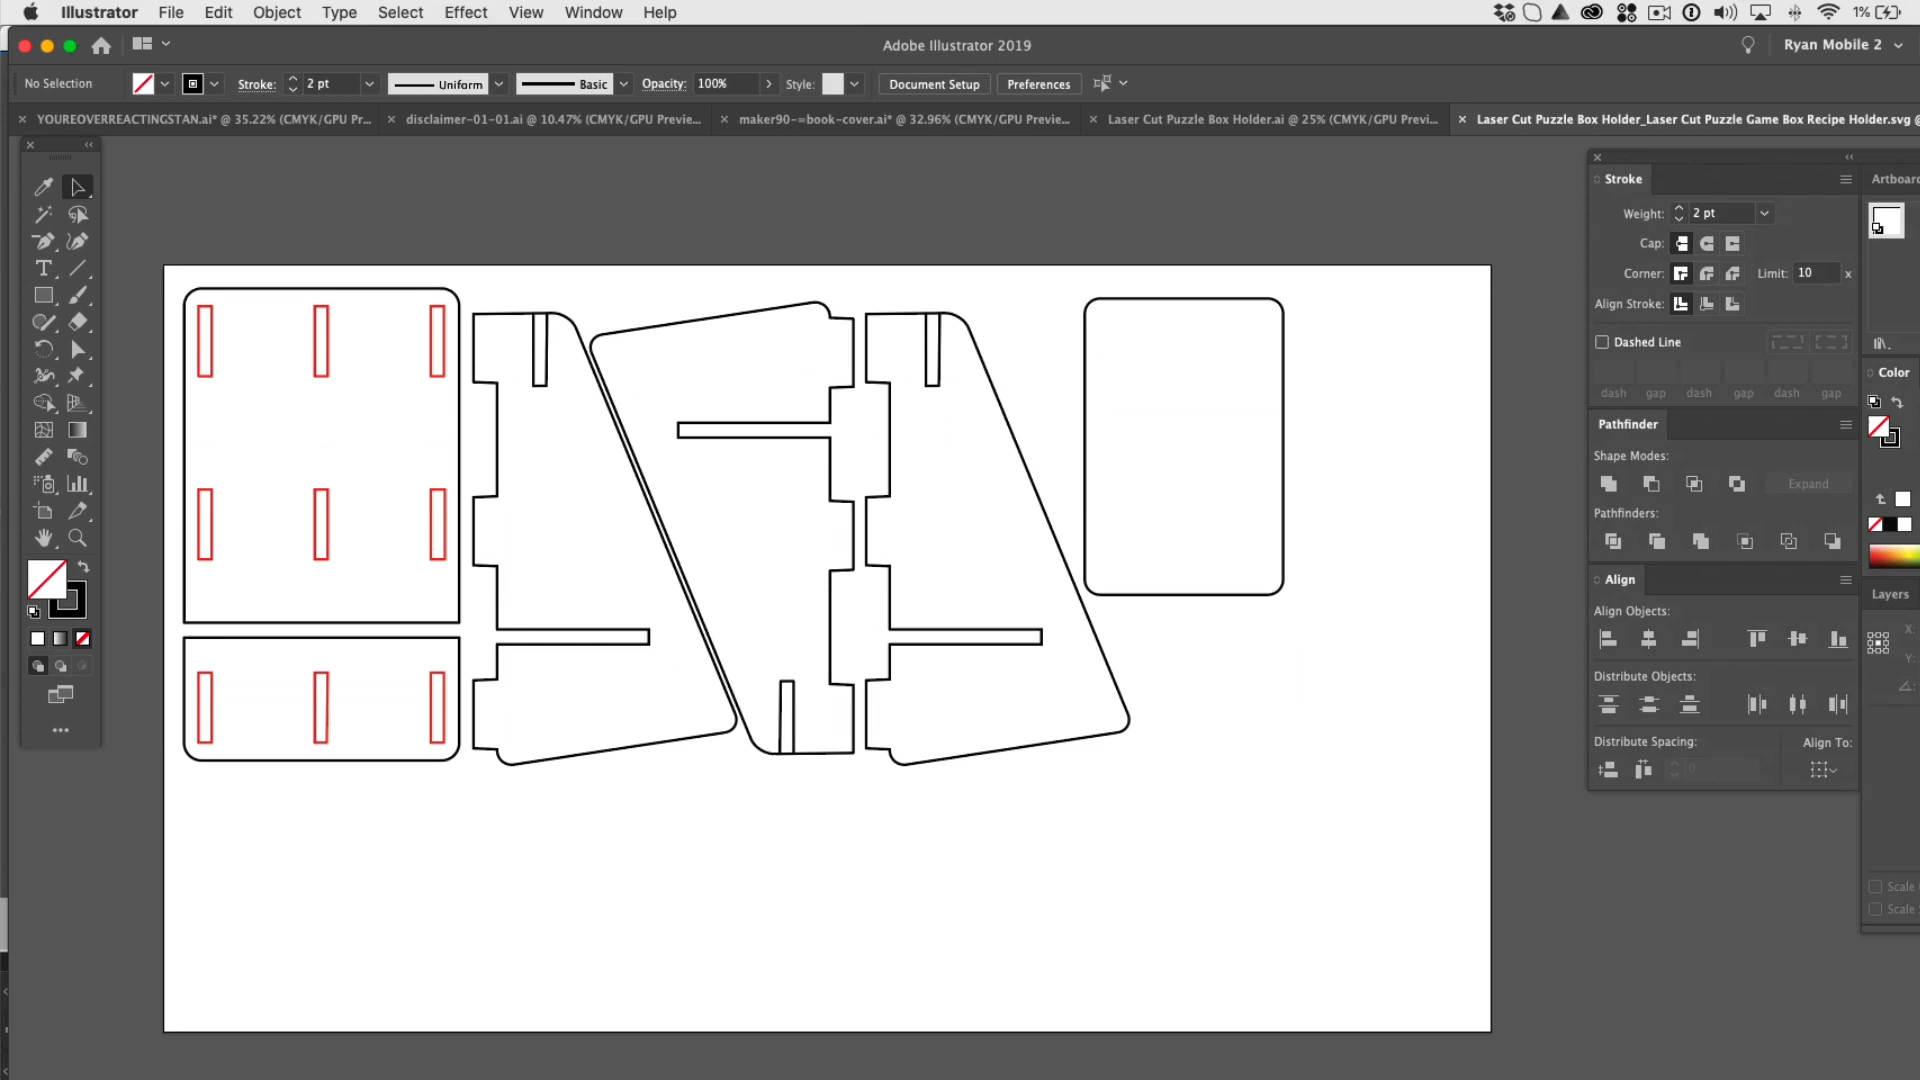 Illustrator File Edit Object Type Select Effect View Window Help 1%
Adobe Illustrator 2019 Ryan Mobile 2
No Selection Stroke: 2 pt Uniform Basic Opacity: 100% Style: Document Setup Preferences
YOUREOVERREACTINGSTAN.ai* @ 35.22% (CMYK/GPU Pr... disclaimer-01-01.ai @ 10.47% (CMYK/GPU Previe... maker90-=book-cover.ai* @ 32.96% (CMYK/GPU Previe... Laser Cut Puzzle Box Holder.ai @ 25% (CMYK/GPU Previ... Laser Cut Puzzle Box Holder_Laser Cut Puzzle Game Box Recipe Holder.svg @
Stroke Artboar
Weight: 2 pt
Cap:
Corner: Limit: 10 x
Align Stroke:
Dashed Line
Color
dash gap dash gap dash gap
Pathfinder
Shape Modes:
Expand
Pathfinders:
Align
Layers
Align Objects:
X:
Y:
Distribute Objects:
Distribute Spacing: Align To:
0
Scale
Scale